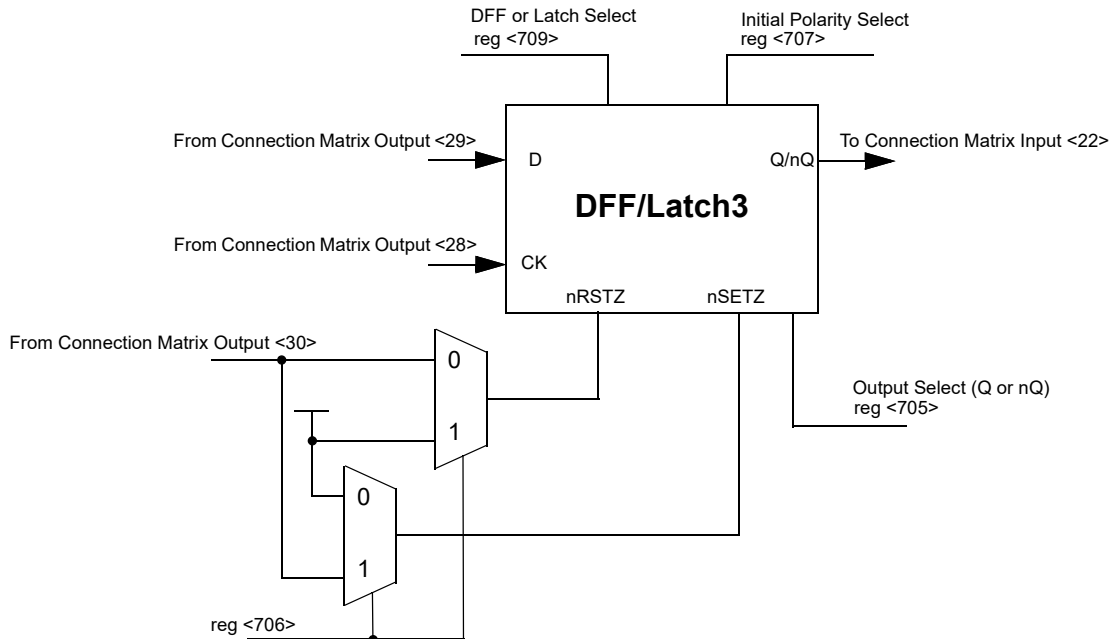 DFF or Latch Select
reg <709>
Initial Polarity Select
reg <707>
From Connection Matrix Output <29>
D
Q/nQ
To Connection Matrix Input <22>
DFF/Latch3
From Connection Matrix Output <28>
CK
nRSTZ
nSETZ
From Connection Matrix Output <30>
0
1
Output Select (Q or nQ)
reg <705>
0
1
reg <706>